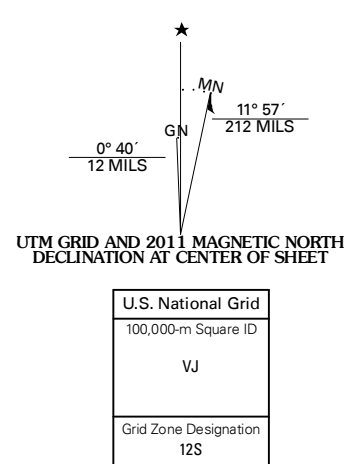 ★
MN
GN
11° 57´
212 MILS
0° 40´
12 MILS
UTM GRID AND 2011 MAGNETIC NORTH
DECLINATION AT CENTER OF SHEET
U.S. National Grid
100,000-m Square ID
VJ
Grid Zone Designation
12S